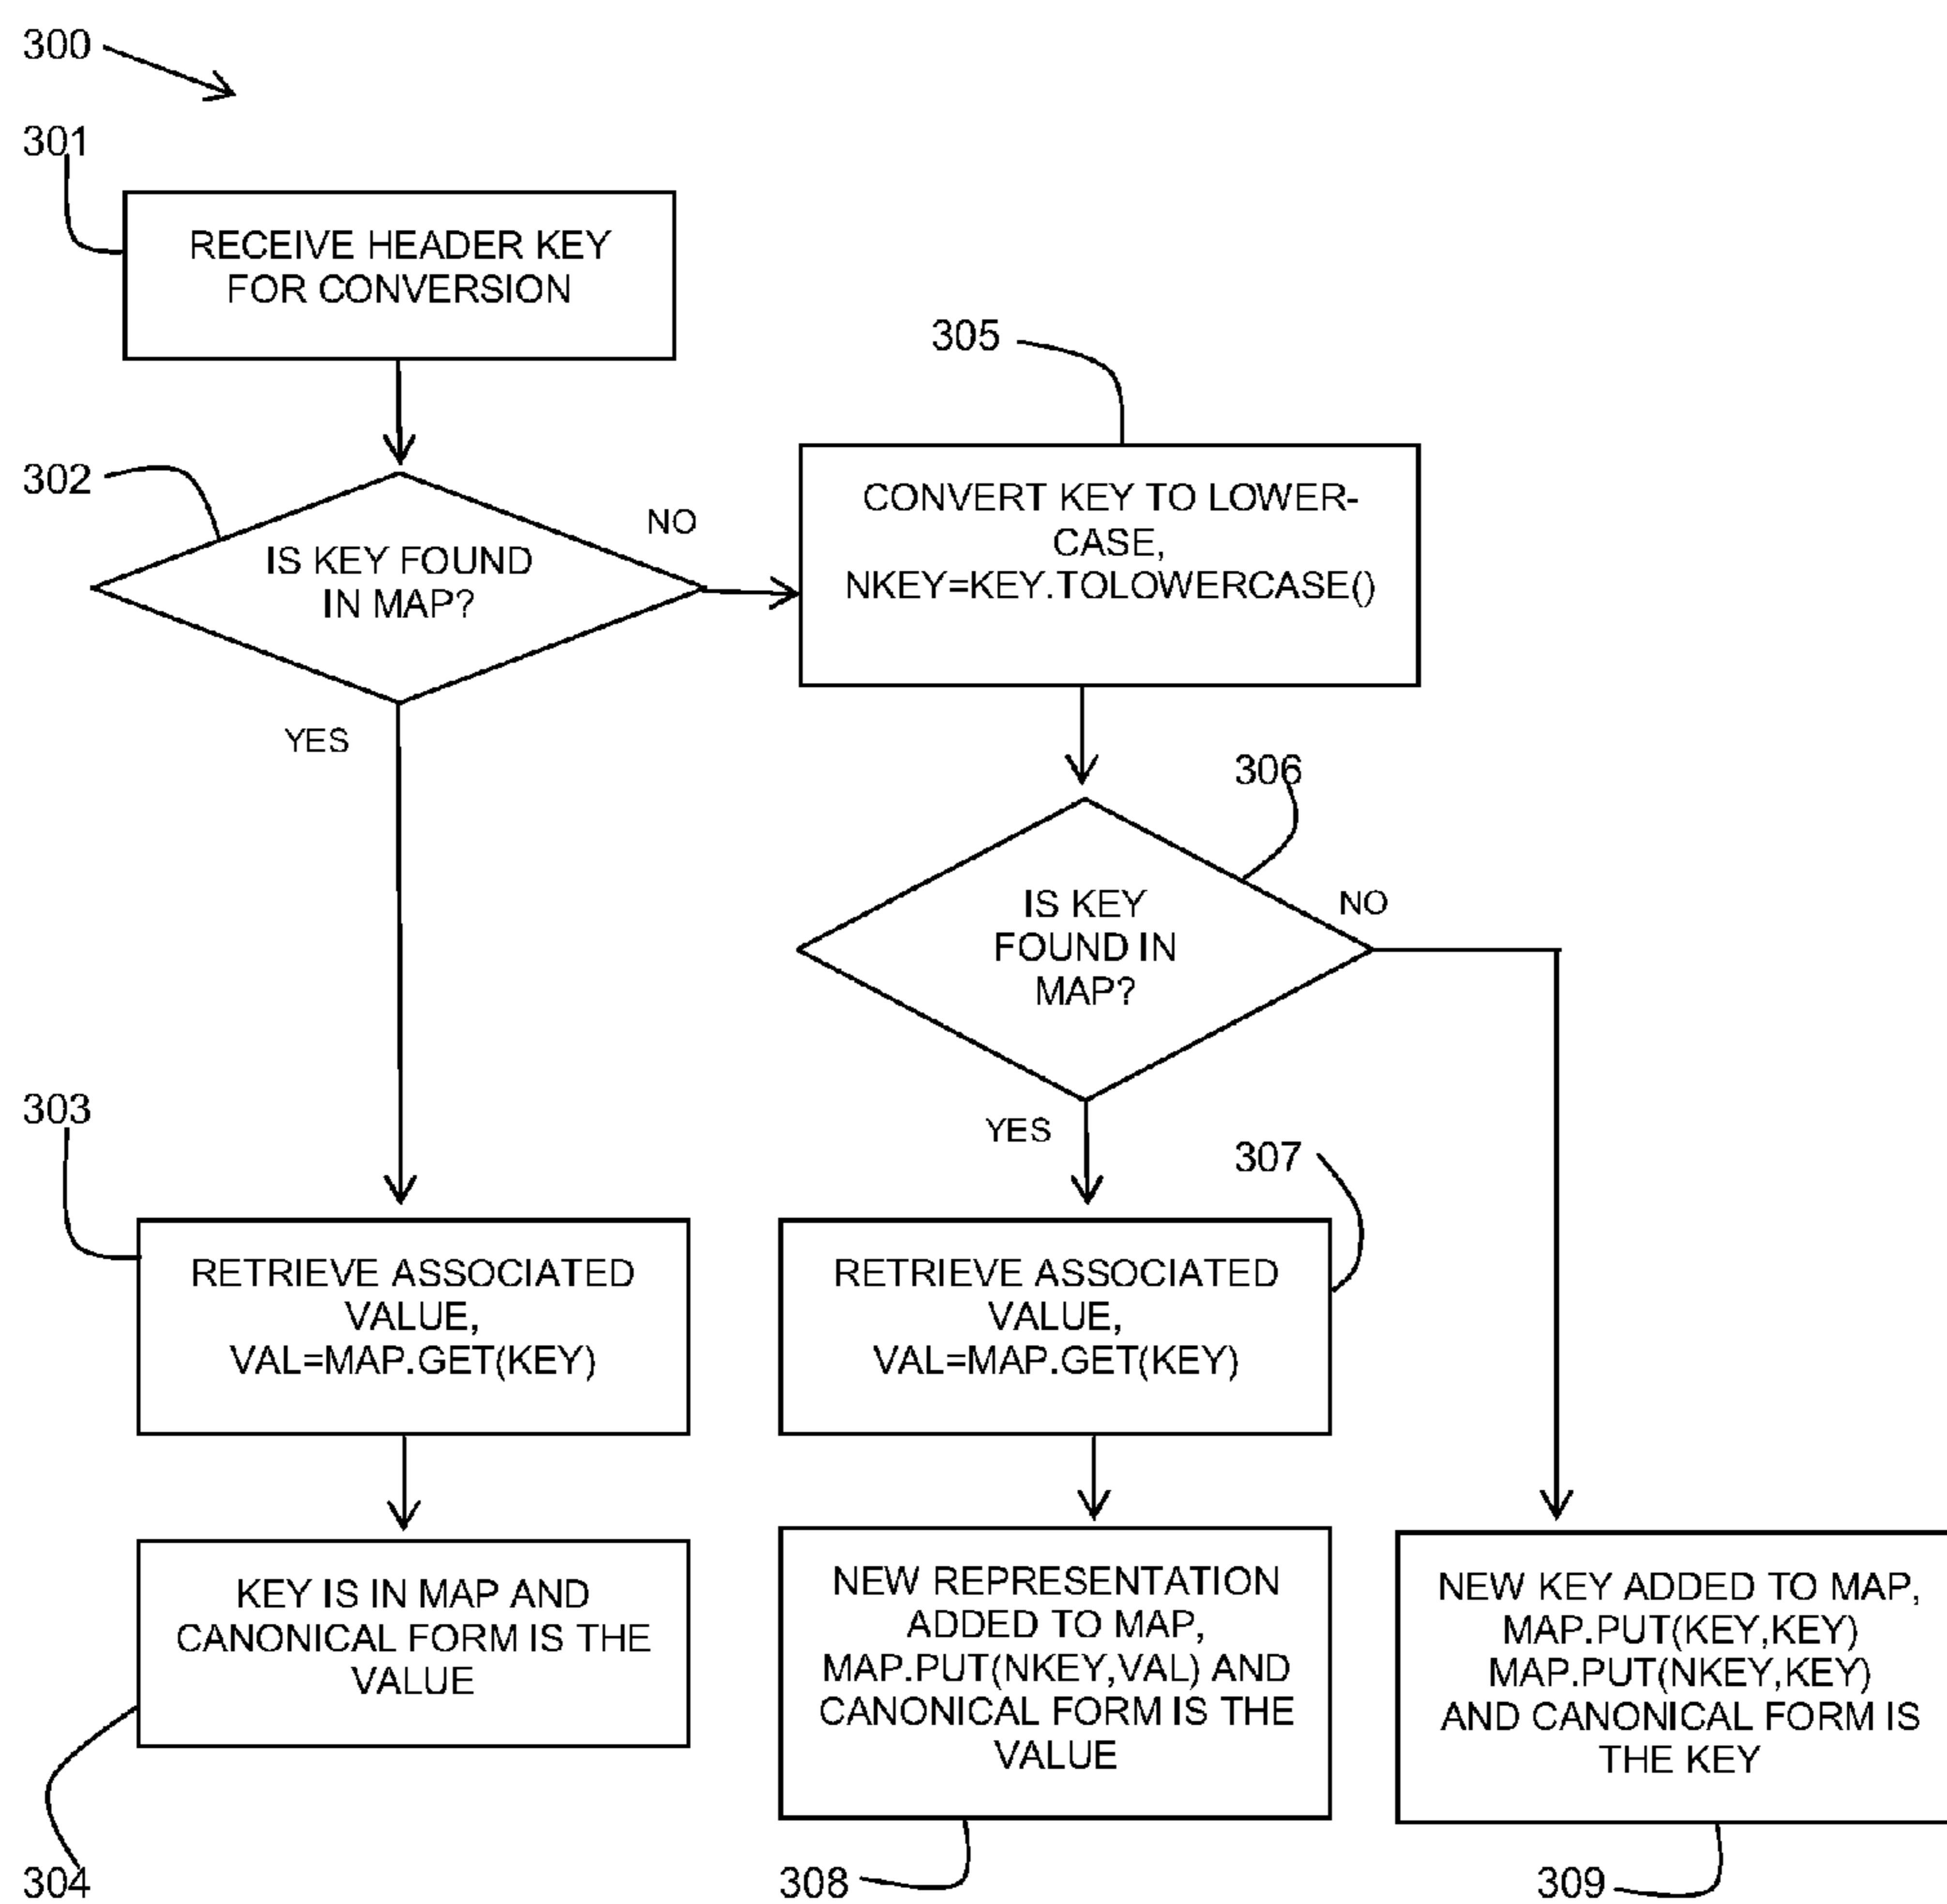 300
301
RECEIVE HEADER KEY
FOR CONVERSION
302
IS KEY FOUND
IN MAP?
NO
YES
305
CONVERT KEY TO LOWER-
CASE,
NKEY=KEY.TOLOWERCASE()
306
IS KEY
FOUND IN
MAP?
NO
YES
303
RETRIEVE ASSOCIATED
VALUE,
VAL=MAP.GET(KEY)
307
RETRIEVE ASSOCIATED
VALUE,
VAL=MAP.GET(KEY)
KEY IS IN MAP AND
CANONICAL FORM IS THE
VALUE
304
NEW REPRESENTATION
ADDED TO MAP,
MAP.PUT(NKEY,VAL) AND
CANONICAL FORM IS THE
VALUE
308
NEW KEY ADDED TO MAP,
MAP.PUT(KEY,KEY)
MAP.PUT(NKEY,KEY)
AND CANONICAL FORM IS
THE KEY
309